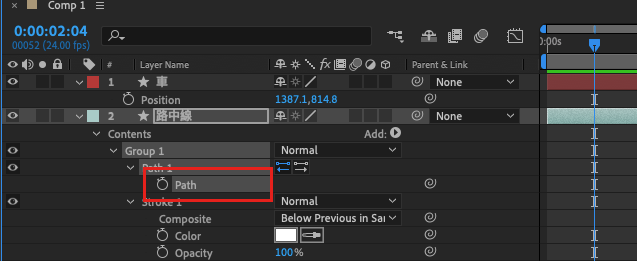 Comp 1
0:00:02:04
00052 (24.00 fps)
:00s
# Layer Name Parent & Link
1 車 None
Position 1387.1,814.8
2 路中線 None
Contents Add:
Group 1 Normal
Path 1
Path
Stroke 1 Normal
Composite Below Previous in Sa
Color
Opacity 100%